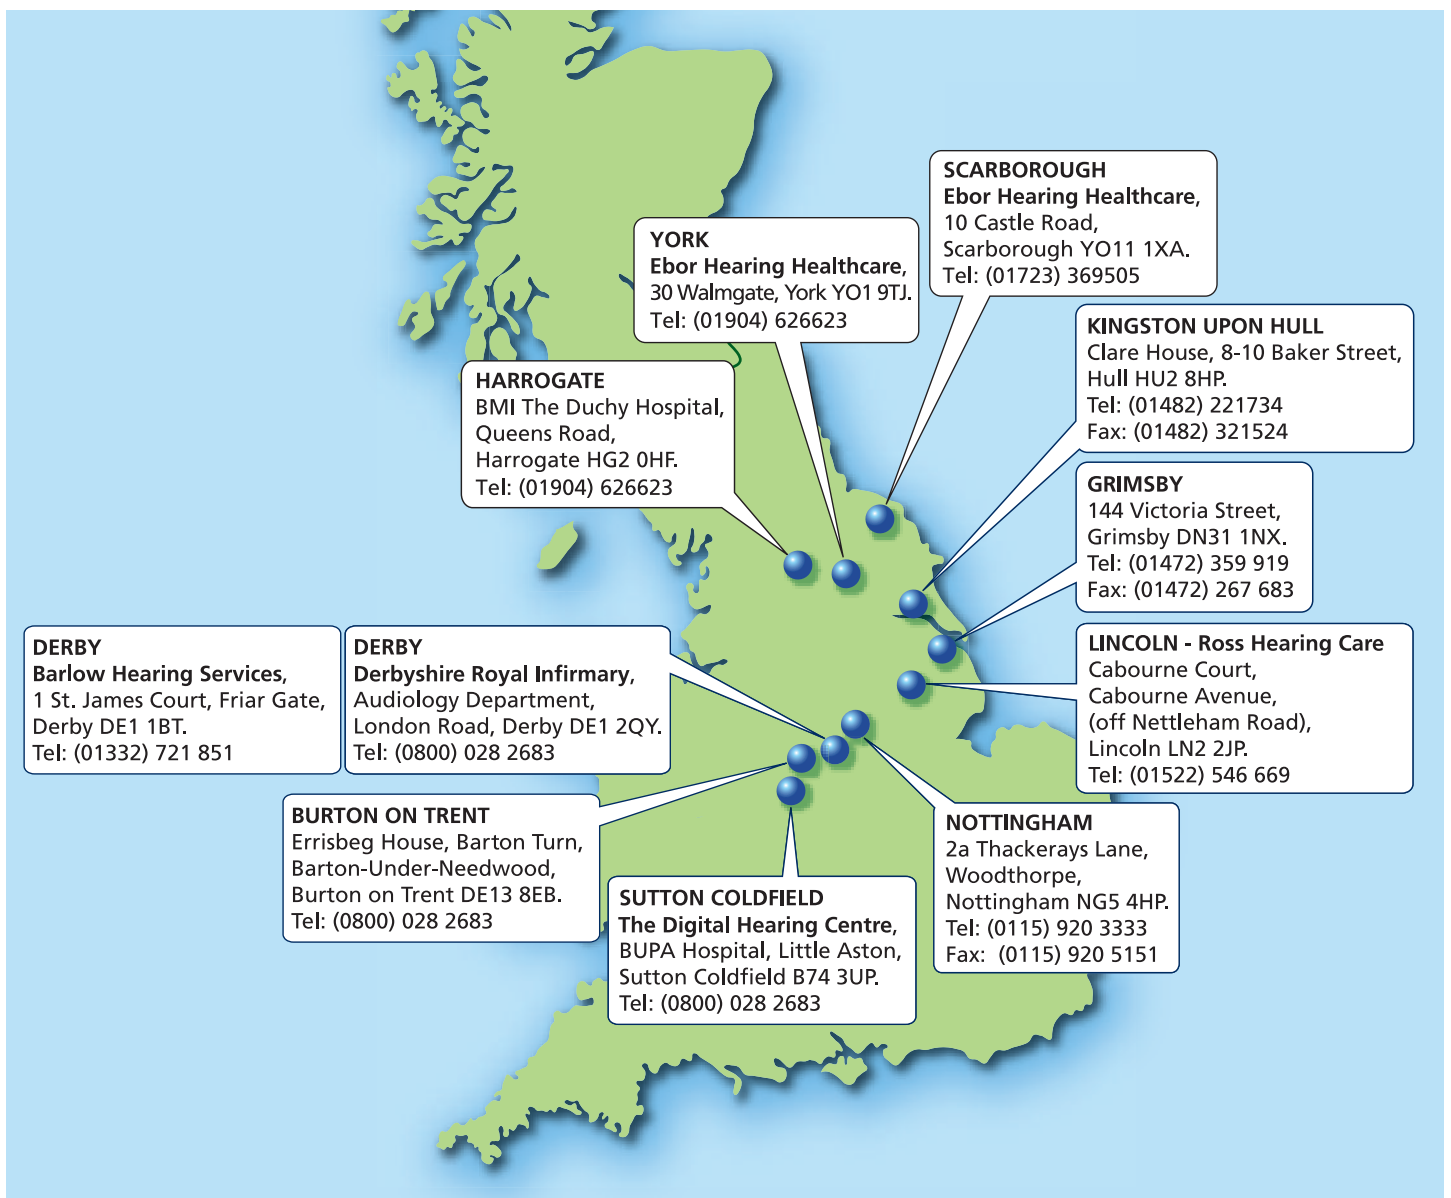 SCARBOROUGH
Ebor Hearing Healthcare,
10 Castle Road,
Scarborough YO11 1XA.
Tel: (01723) 369505
YORK
Ebor Hearing Healthcare,
30 Walmgate, York YO1 9TJ.
Tel: (01904) 626623
KINGSTON UPON HULL
Clare House, 8-10 Baker Street,
Hull HU2 8HP.
Tel: (01482) 221734
Fax: (01482) 321524
HARROGATE
BMI The Duchy Hospital,
Queens Road,
Harrogate HG2 0HF.
Tel: (01904) 626623
GRIMSBY
144 Victoria Street,
Grimsby DN31 1NX.
Tel: (01472) 359 919
Fax: (01472) 267 683
DERBY
Barlow Hearing Services,
1 St. James Court, Friar Gate,
Derby DE1 1BT.
Tel: (01332) 721 851
DERBY
Derbyshire Royal Infirmary,
Audiology Department,
London Road, Derby DE1 2QY.
Tel: (0800) 028 2683
LINCOLN - Ross Hearing Care
Cabourne Court,
Cabourne Avenue,
(off Nettleham Road),
Lincoln LN2 2JP.
Tel: (01522) 546 669
BURTON ON TRENT
Errisbeg House, Barton Turn,
Barton-Under-Needwood,
Burton on Trent DE13 8EB.
Tel: (0800) 028 2683
SUTTON COLDFIELD
The Digital Hearing Centre,
BUPA Hospital, Little Aston,
Sutton Coldfield B74 3UP.
Tel: (0800) 028 2683
NOTTINGHAM
2a Thackerays Lane,
Woodthorpe,
Nottingham NG5 4HP.
Tel: (0115) 920 3333
Fax: (0115) 920 5151